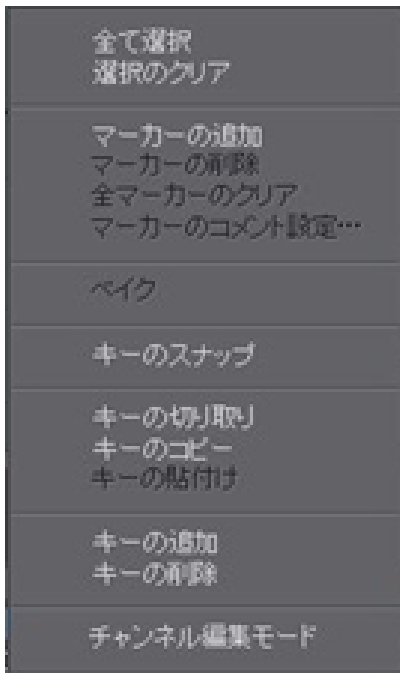 全て選択
選択のクリア
マーカーの追加
マーカーの削除
全マーカーのクリア
マーカーのコメント設定…
ベイク
キーのスナップ
キーの切り取り
キーのコピー
キーの貼付け
キーの追加
キーの削除
チャンネル編集モード